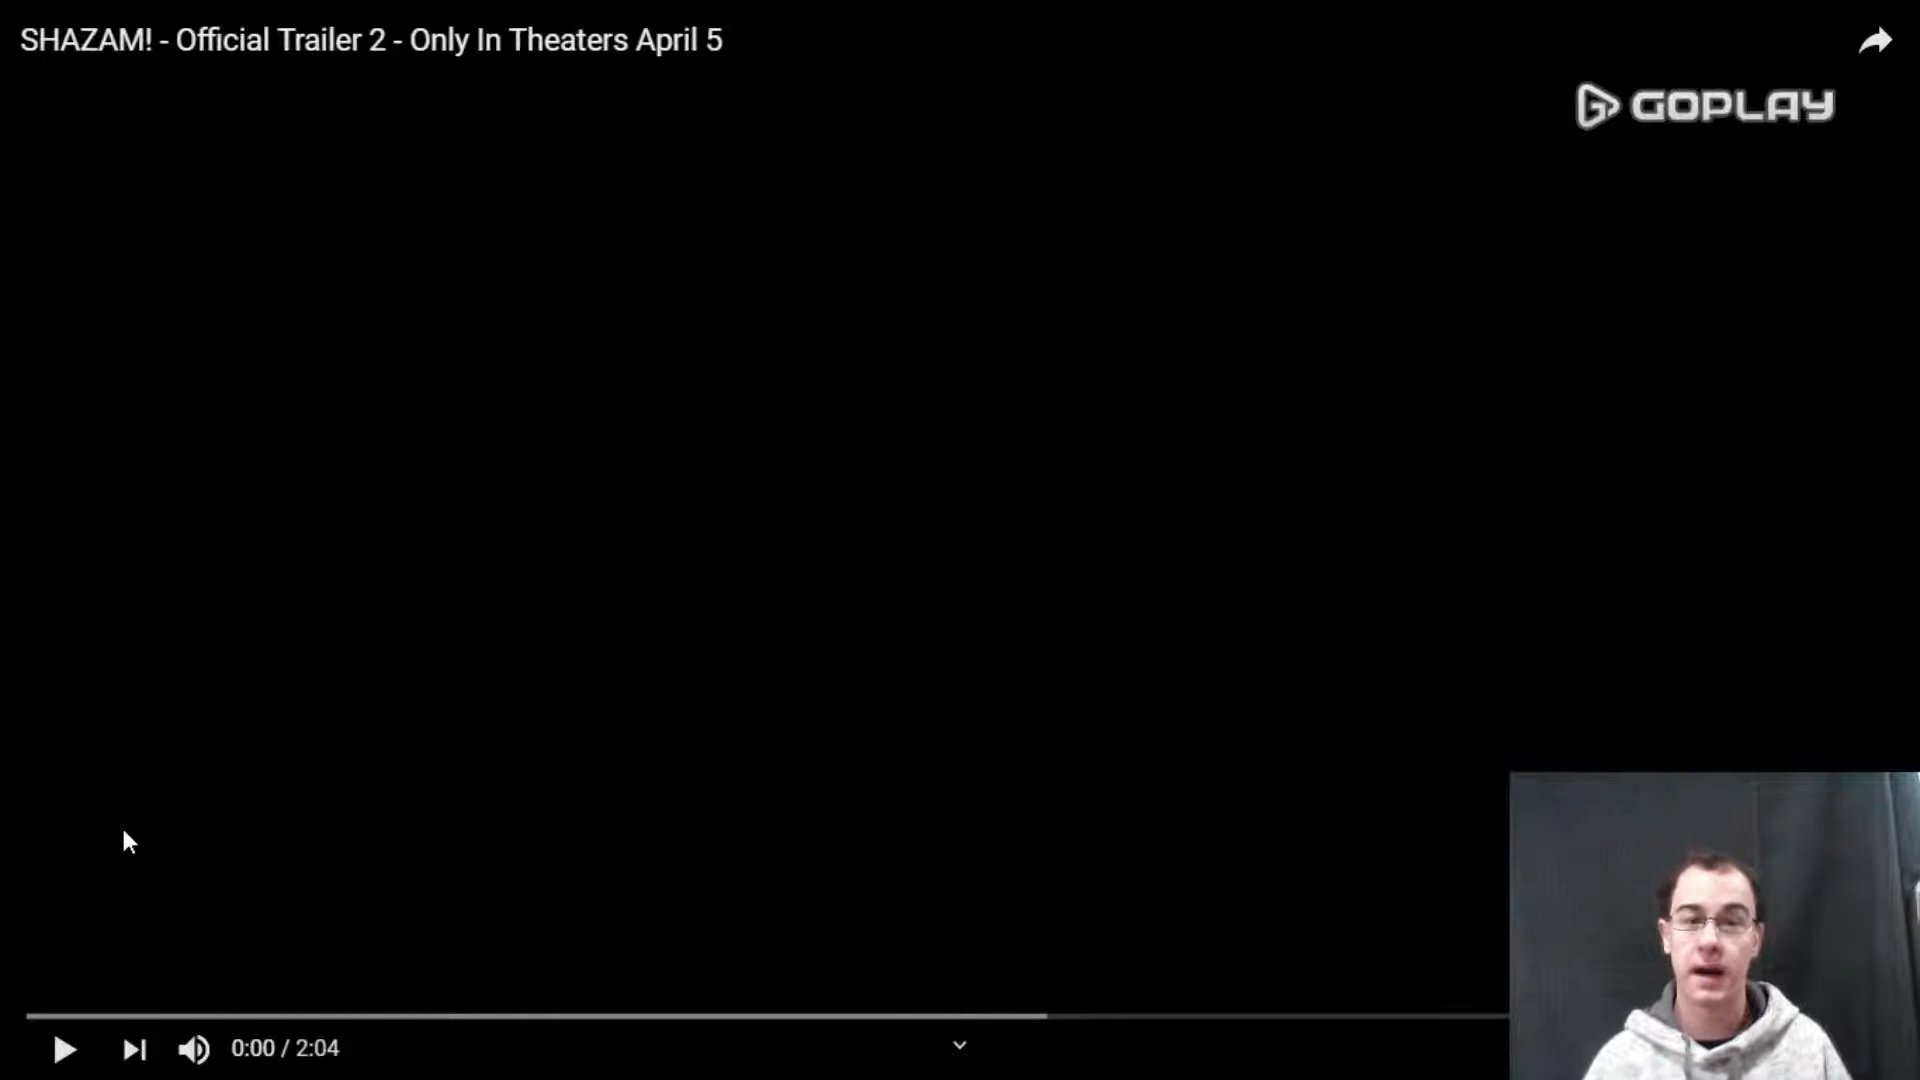 SHAZAM! - Official Trailer 2 - Only In Theaters April 5
GOPLAY
0:00 / 2:04